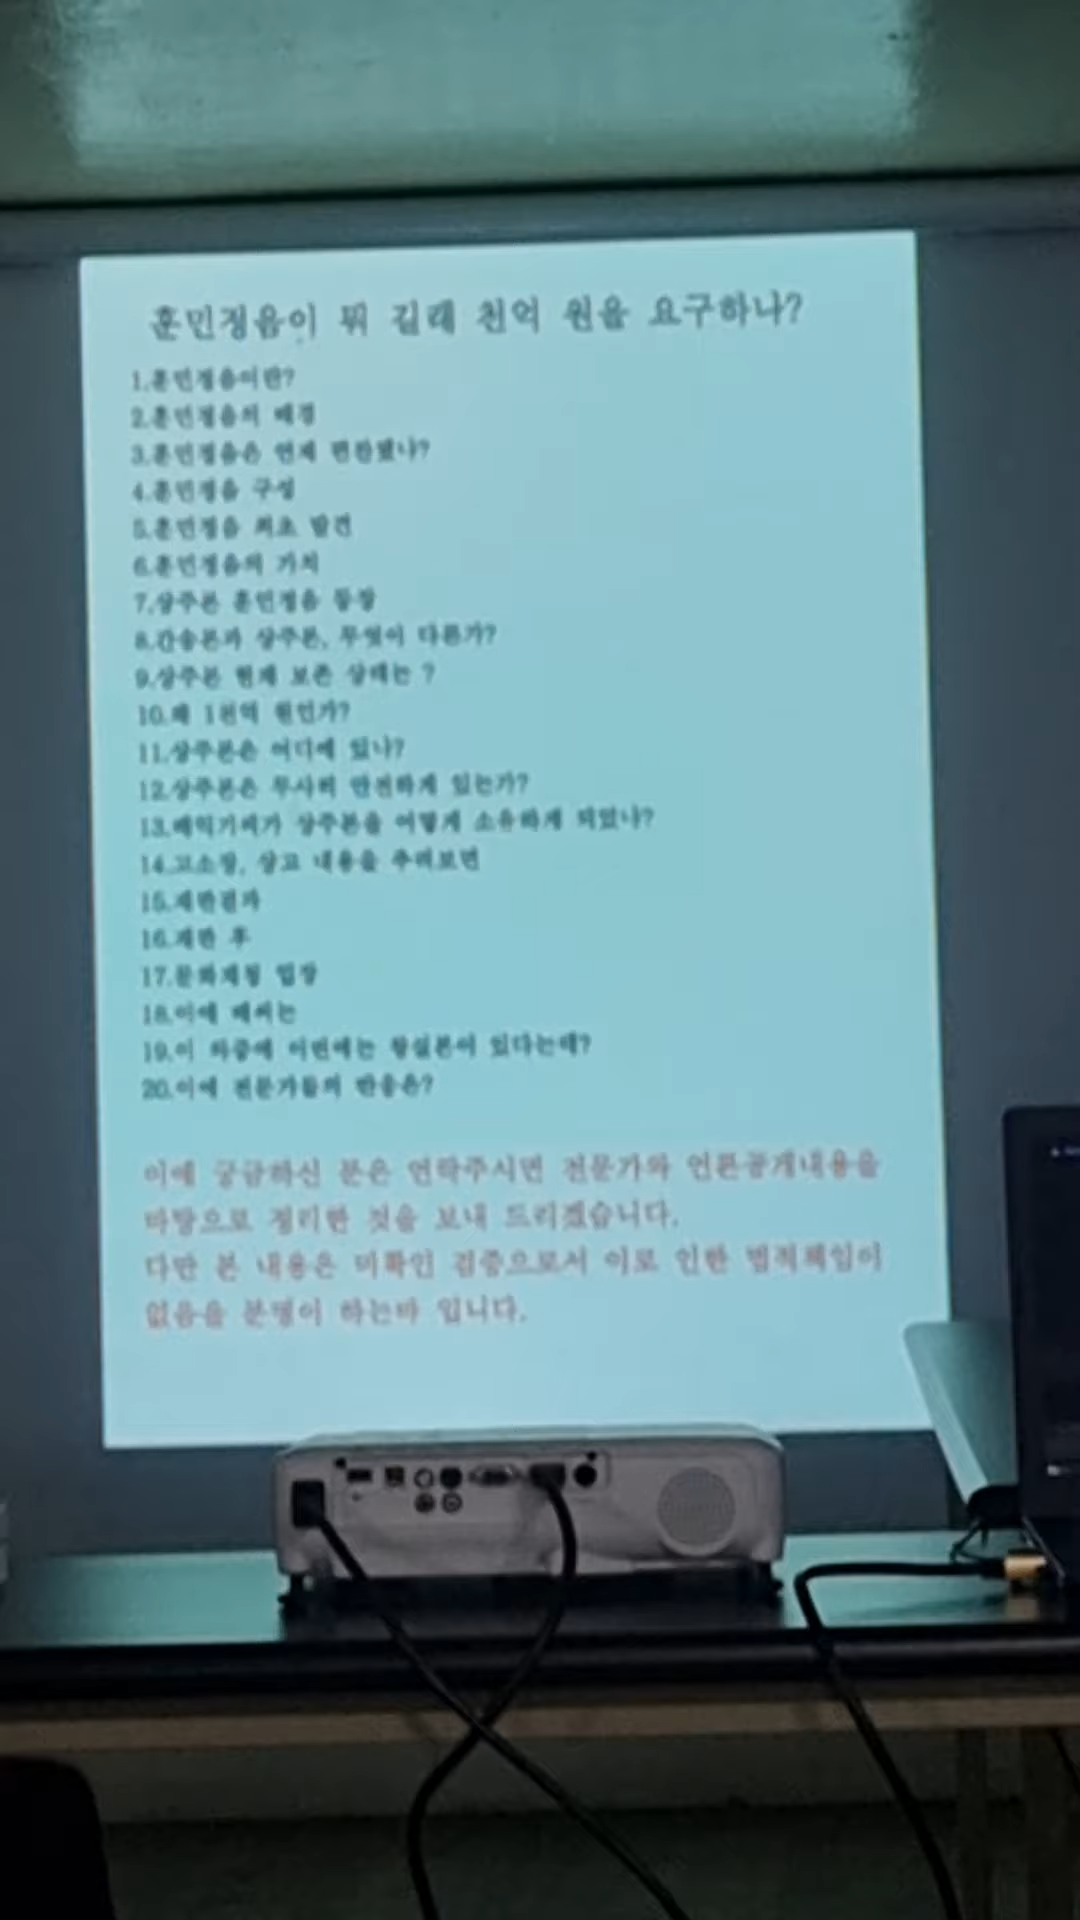 훈민정음이 뭐 길래 천억 원을 요구하나?
1.훈민정음이란?
2.훈민정음의 배경
3.훈민정음은 언제 편찬됐나?
4.훈민정음 구성
5.훈민정음 최초 발견
6.훈민정음의 가치
7.상주본 훈민정음 등장
8.간송본과 상주본, 무엇이 다른가?
9.상주본 현재 보존 상태는 ?
10.왜 1천억 원인가?
11.상주본은 어디에 있나?
12.상주본은 무사히 안전하게 있는가?
13.배익기씨가 상주본을 어떻게 소유하게 되었나?
14.고소장, 상고 내용을 추려보면
15.재판결과
16.재판 후
17.문화재청 입장
18.이에 배씨는
19.이 와중에 이번에는 왕실본이 있다는데?
20.이에 전문가들의 반응은?
이에 궁금하신 분은 연락주시면 전문가와 언론공개내용을
바탕으로 정리한 것을 보내 드리겠습니다.
다만 본 내용은 미확인 검증으로서 이로 인한 법적책임이
없음을 분명이 하는바 입니다.